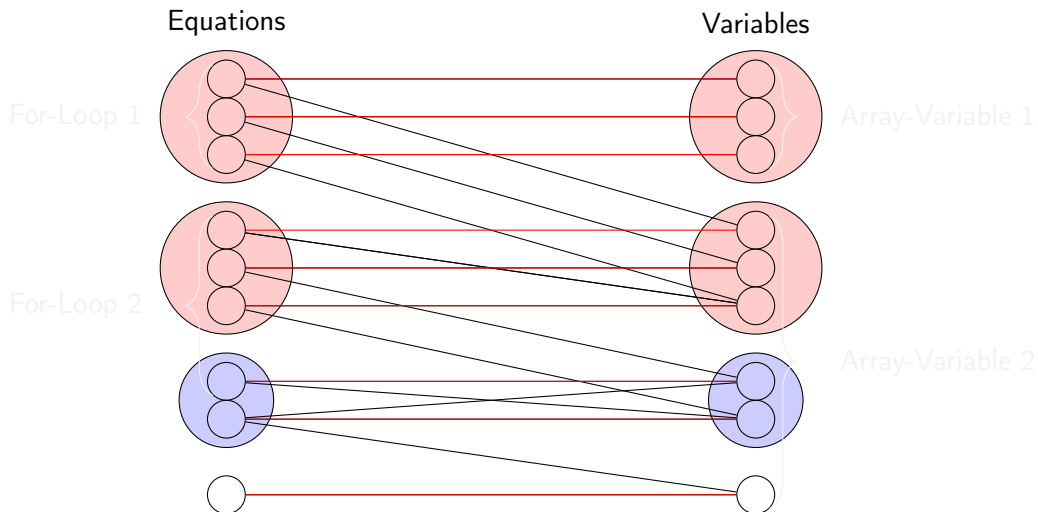 Equations
Variables
For-Loop 1
Array-Variable 1
For-Loop 2
Array-Variable 2